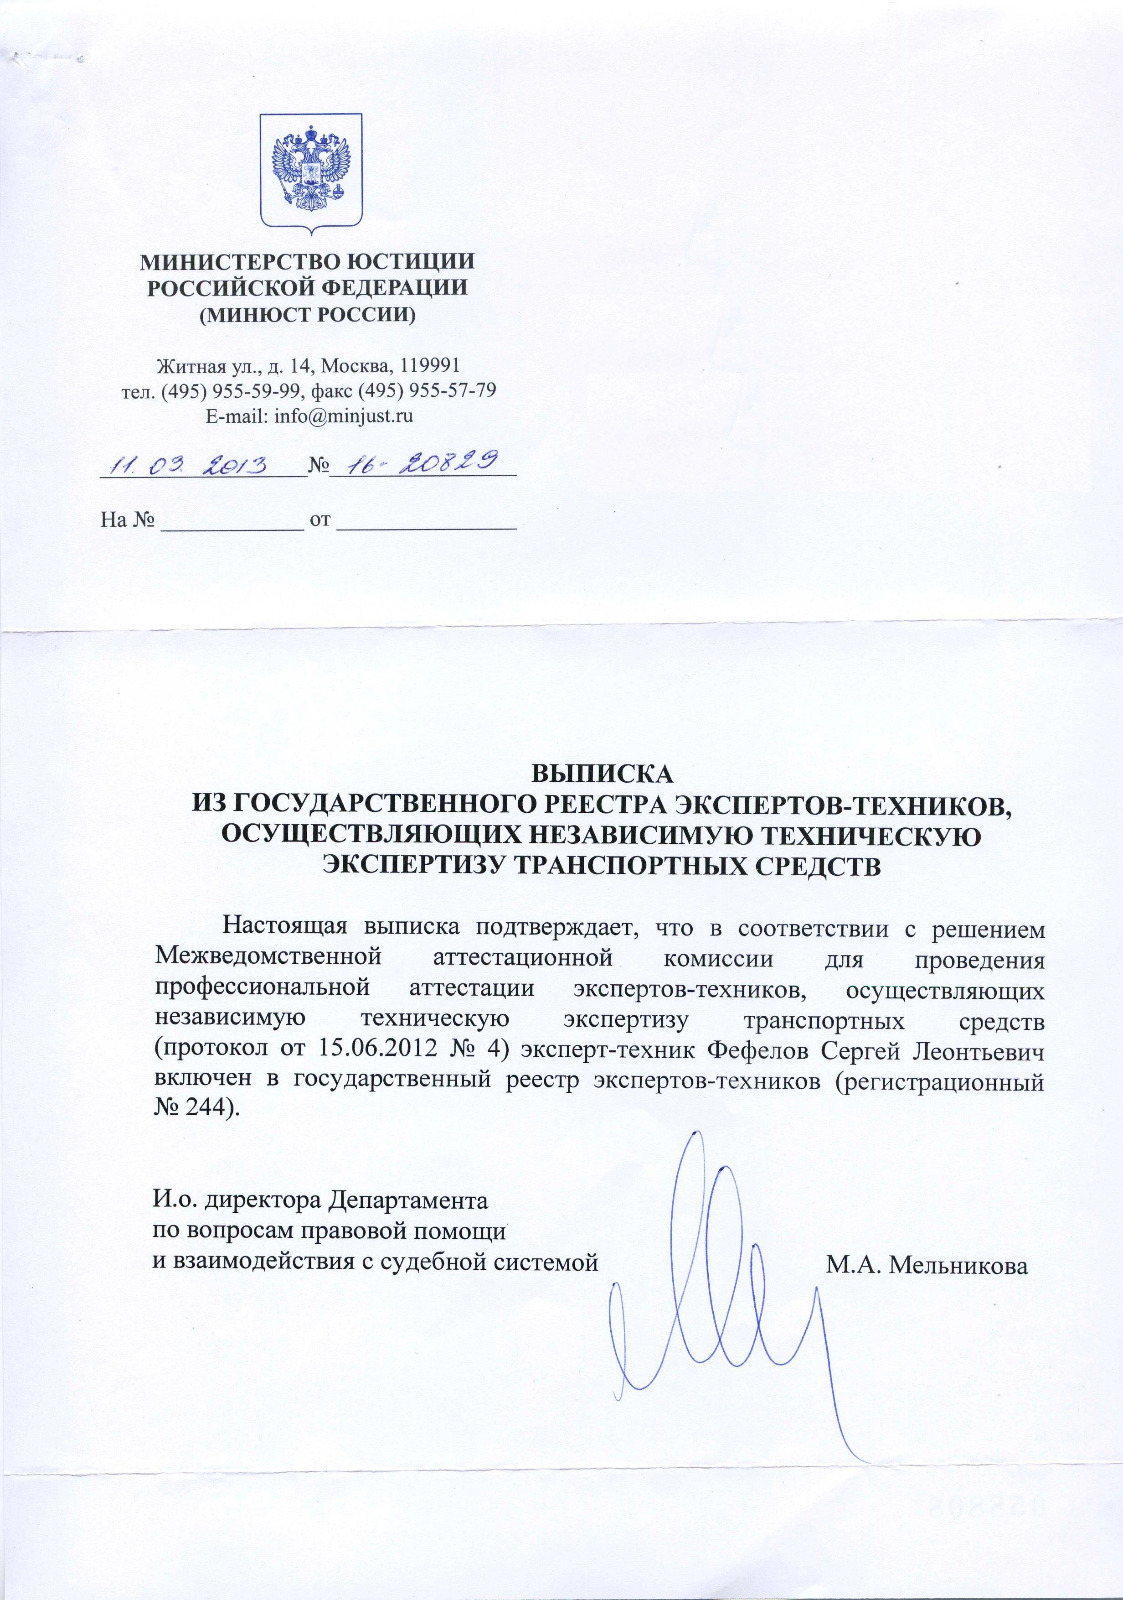 МИНИСТЕРСТВО ЮСТИЦИИ
РОССИЙСКОЙ ФЕДЕРАЦИИ
(МИНЮСТ РОССИИ)
Житная ул., д. 14, Москва, 119991
тел. (495) 955-59-99, факс (495) 955-57-79
E-mail: info@minjust.ru
11. 03. 2013 № 16-20829
На № ____________ от _______________
ВЫПИСКА
ИЗ ГОСУДАРСТВЕННОГО РЕЕСТРА ЭКСПЕРТОВ-ТЕХНИКОВ,
ОСУЩЕСТВЛЯЮЩИХ НЕЗАВИСИМУЮ ТЕХНИЧЕСКУЮ
ЭКСПЕРТИЗУ ТРАНСПОРТНЫХ СРЕДСТВ
Настоящая выписка подтверждает, что в соответствии с решением
Межведомственной аттестационной комиссии для проведения
профессиональной аттестации экспертов-техников, осуществляющих
независимую техническую экспертизу транспортных средств
(протокол от 15.06.2012 № 4) эксперт-техник Фефелов Сергей Леонтьевич
включен в государственный реестр экспертов-техников (регистрационный
№ 244).
И.о. директора Департамента
по вопросам правовой помощи
и взаимодействия с судебной системой М.А. Мельникова